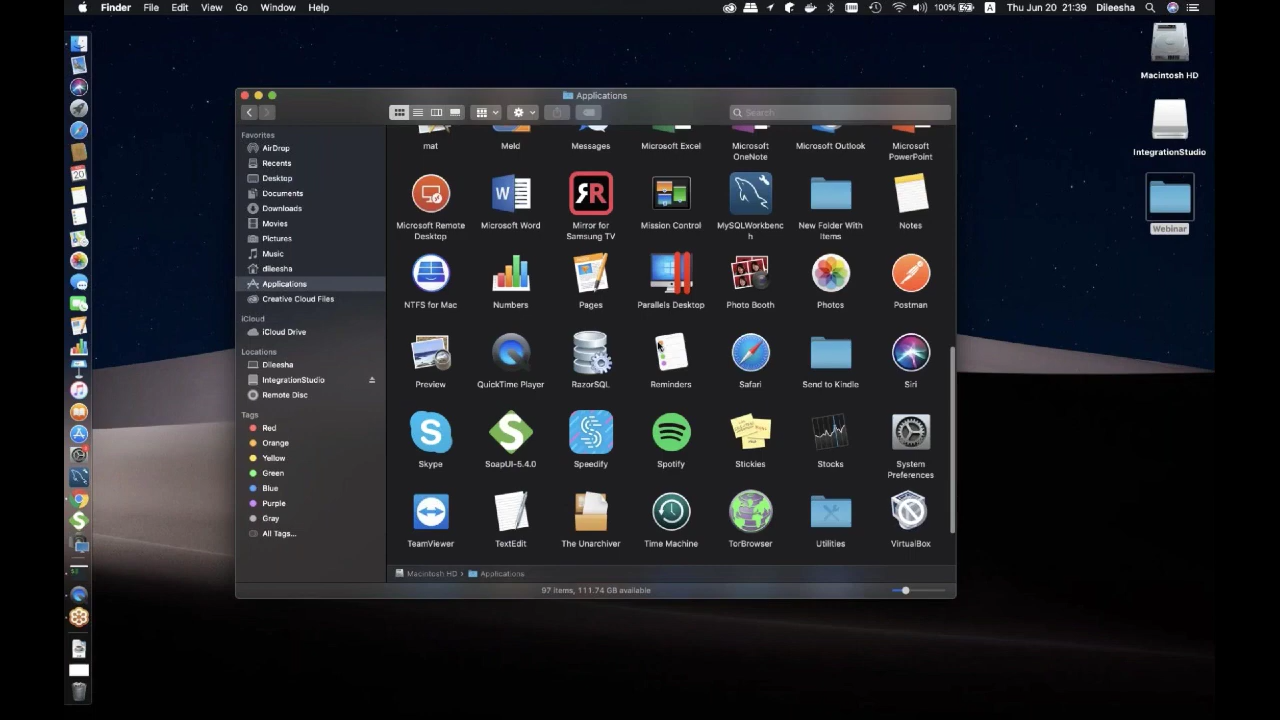 Finder File Edit View Go Window Help
100% A Thu Jun 20 21:39 Dileesha
Macintosh HD
IntegrationStudio
Webinar
20
Applications
Search
Favorites
AirDrop
Recents
Desktop
Documents
Downloads
Movies
Pictures
Music
dileesha
Applications
Creative Cloud Files
iCloud
iCloud Drive
Locations
Dileesha
IntegrationStudio
Remote Disc
Tags
Red
Orange
Yellow
Green
Blue
Purple
Gray
All Tags...
mat Meld Messages Microsoft Excel Microsoft Microsoft Outlook Microsoft
OneNote PowerPoint
Microsoft Remote Microsoft Word Mirror for Mission Control MySQLWorkbenc New Folder With Notes
Desktop Samsung TV h Items
NTFS for Mac Numbers Pages Parallels Desktop Photo Booth Photos Postman
Preview QuickTime Player RazorSQL Reminders Safari Send to Kindle Siri
Skype SoapUI-5.4.0 Speedify Spotify Stickies Stocks System
Preferences
TeamViewer TextEdit The Unarchiver Time Machine TorBrowser Utilities VirtualBox
Macintosh HD › Applications
97 items, 111.74 GB available